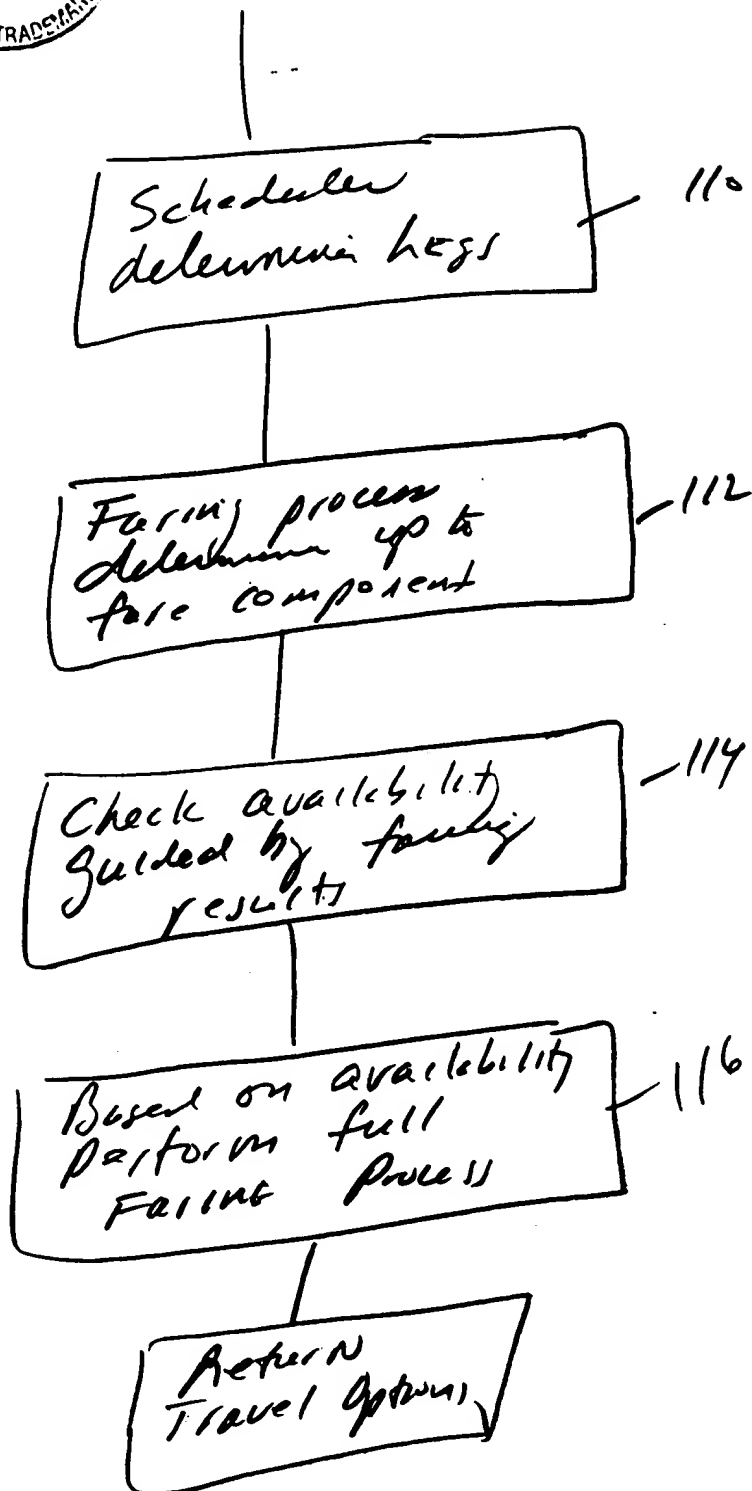 TRADEMARK
Scheduler
determine Legs
110
Faring process
determine up to
fare component
112
Check availability
guided by faring
results
114
Based on availability
perform full
Faring Process
116
Return
Travel Options